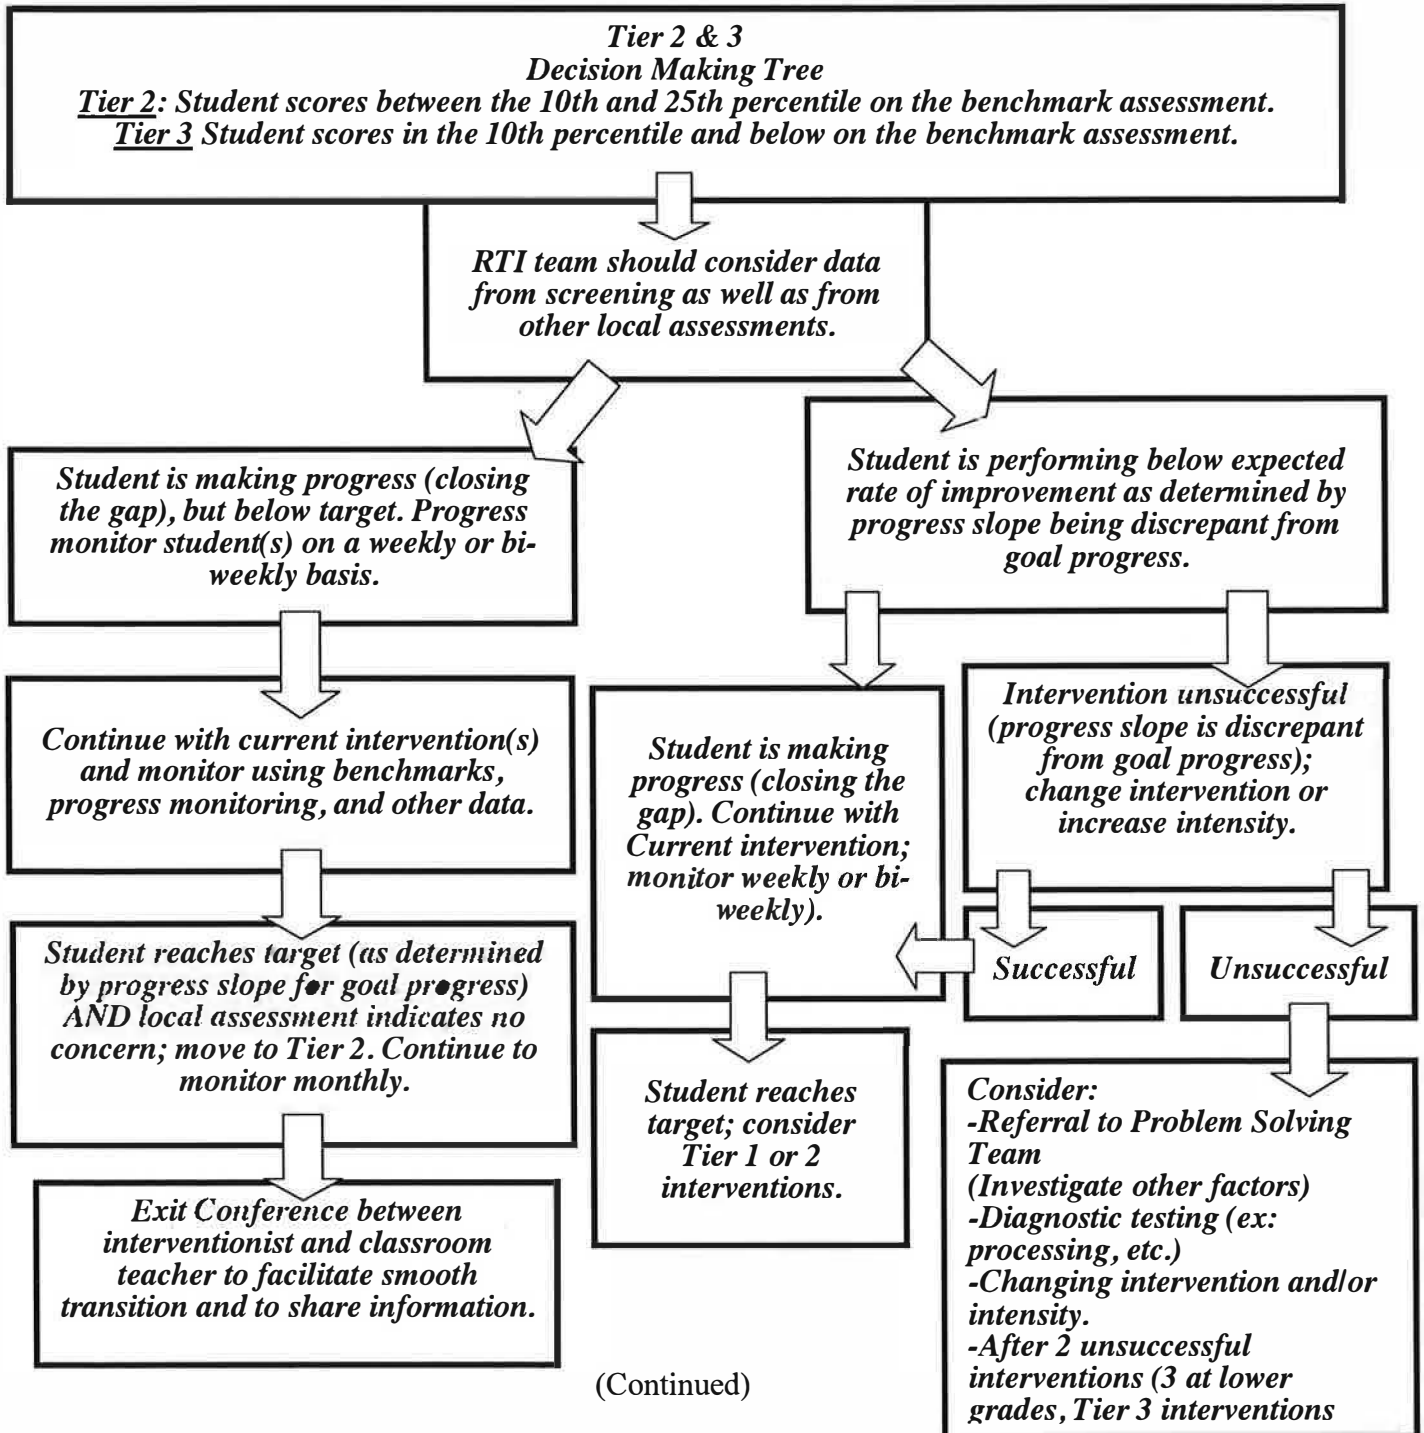 Tier 2 & 3
Decision Making Tree
Tier 2: Student scores between the 10th and 25th percentile on the benchmark assessment.
Tier 3 Student scores in the 10th percentile and below on the benchmark assessment.
RTI team should consider data
from screening as well as from
other local assessments.
Student is making progress (closing
the gap), but below target. Progress
monitor student(s) on a weekly or bi-
weekly basis.
Continue with current intervention(s)
and monitor using benchmarks,
progress monitoring, and other data.
Student reaches target (as determined
by progress slope for goal progress)
AND local assessment indicates no
concern; move to Tier 2. Continue to
monitor monthly.
Exit Conference between
interventionist and classroom
teacher to facilitate smooth
transition and to share information.
Student is performing below expected
rate of improvement as determined by
progress slope being discrepant from
goal progress.
Student is making
progress (closing the
gap). Continue with
Current intervention;
monitor weekly or bi-
weekly).
Student reaches
target; consider
Tier 1 or 2
interventions.
Intervention unsuccessful
(progress slope is discrepant
from goal progress);
change intervention or
increase intensity.
Successful
Unsuccessful
Consider:
-Referral to Problem Solving
Team
(Investigate other factors)
-Diagnostic testing (ex:
processing, etc.)
-Changing intervention and/or
intensity.
-After 2 unsuccessful
interventions (3 at lower
grades, Tier 3 interventions
(Continued)